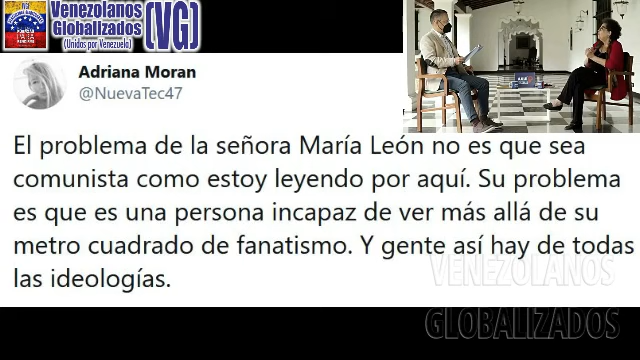 Venezolanos
Globalizados
(Unidos por Venezuela)
(VG)
Adriana Moran
@NuevaTec47
El problema de la señora María León no es que sea
comunista como estoy leyendo por aquí. Su problema
es que es una persona incapaz de ver más allá de su
metro cuadrado de fanatismo. Y gente así hay de todas
las ideologías.
VENEZOLANOS
GLOBALIZADOS